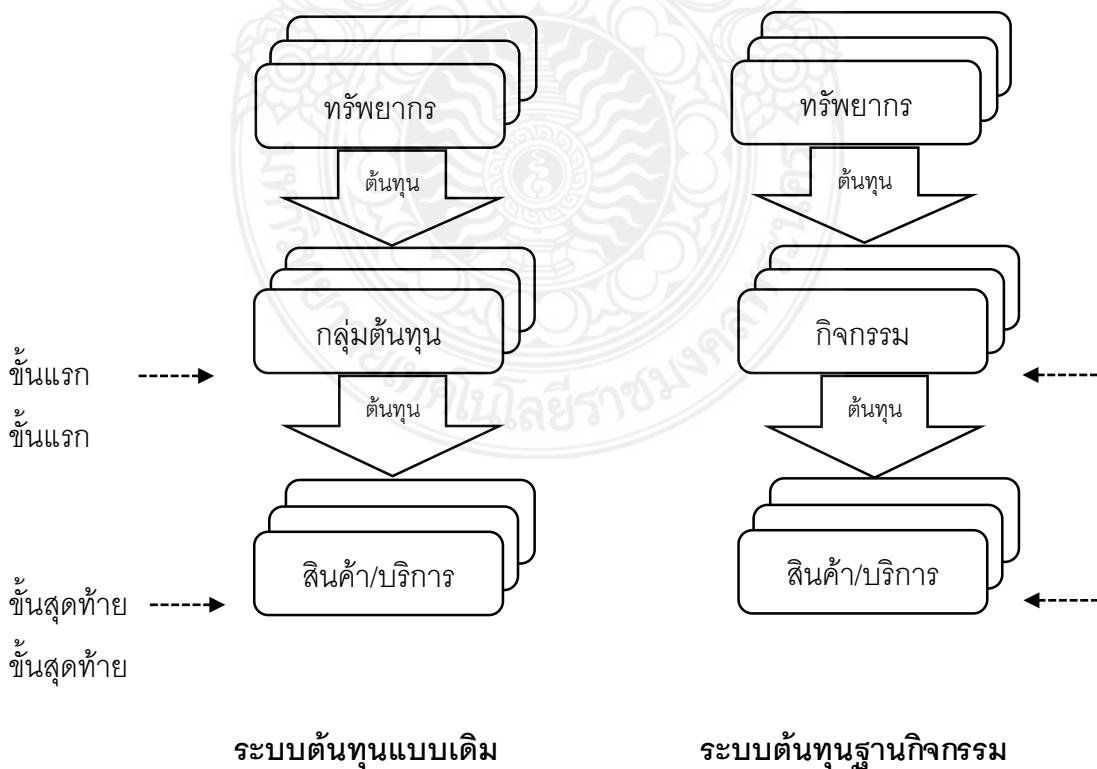 ทรัพยากร ทรัพยากร
ต้นทุน ต้นทุน
กลุ่มต้นทุน กิจกรรม
ขั้นแรก
ต้นทุน ต้นทุน
ขั้นแรก
สินค้า/บริการ สินค้า/บริการ
ขั้นสุดท้าย
ขั้นสุดท้าย
ระบบต้นทุนแบบเดิม ระบบต้นทุนฐานกิจกรรม